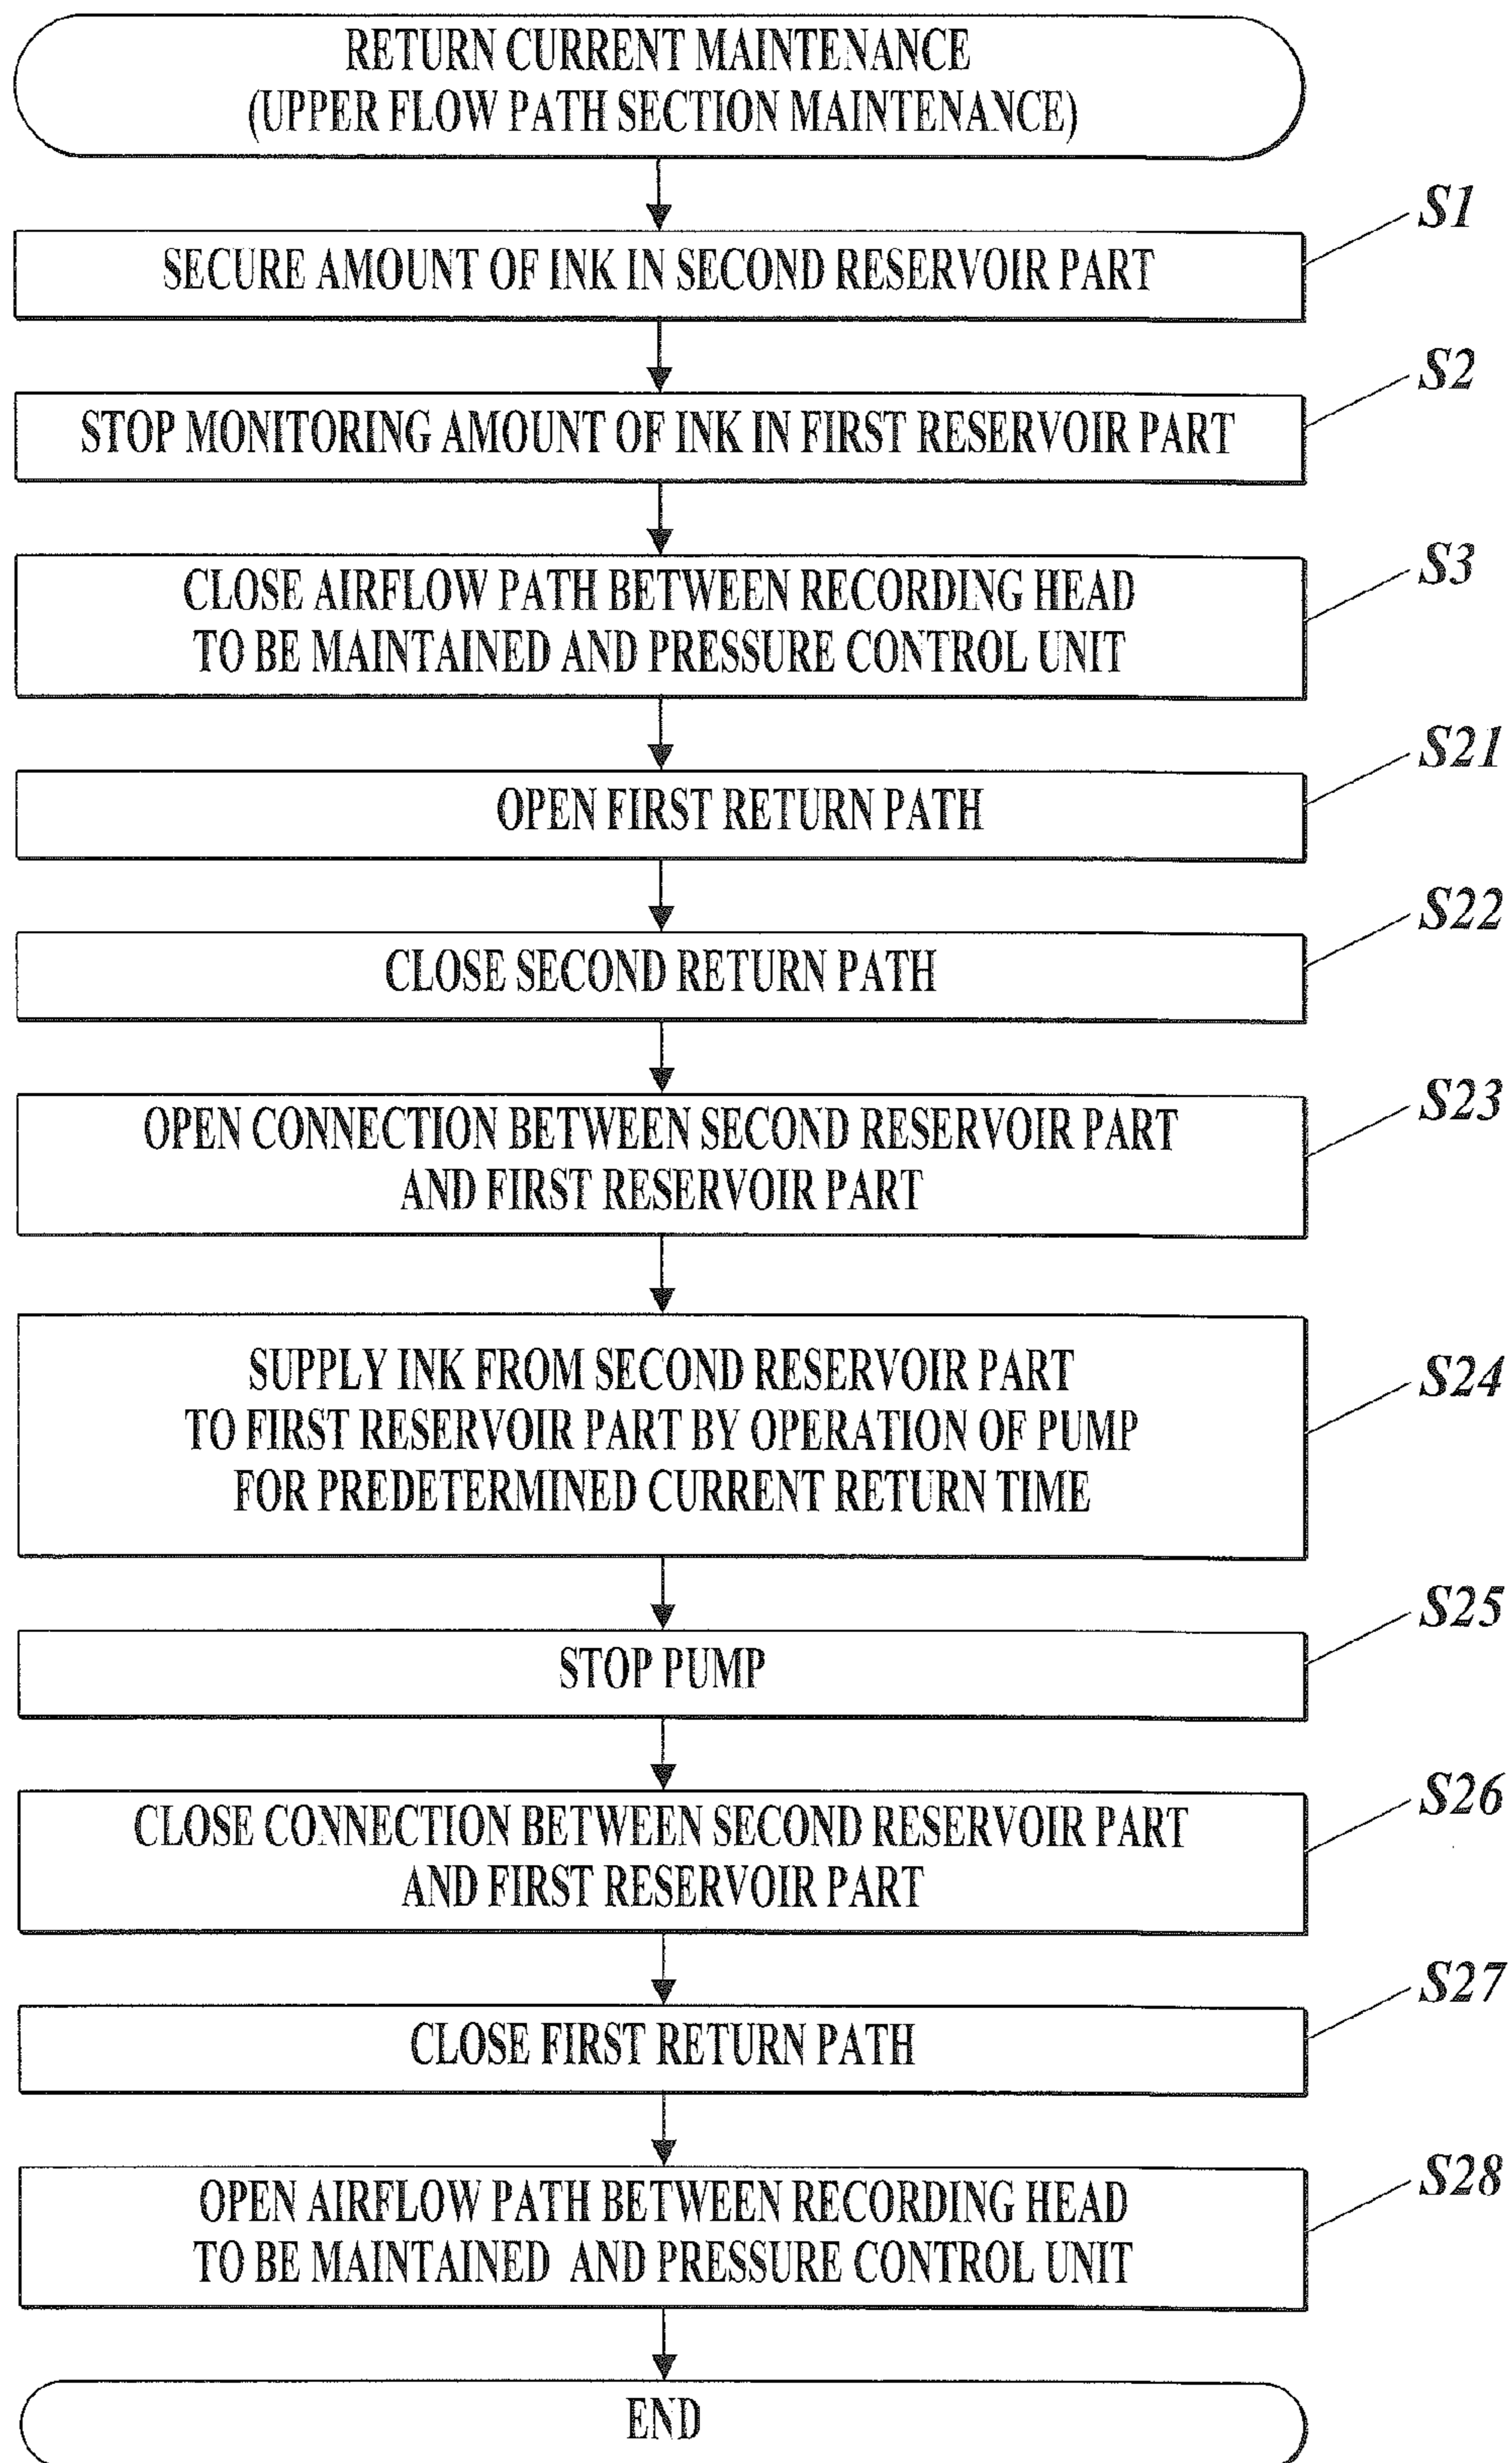 RETURN CURRENT MAINTENANCE
(UPPER FLOW PATH SECTION MAINTENANCE)
S1
SECURE AMOUNT OF INK IN SECOND RESERVOIR PART
S2
STOP MONITORING AMOUNT OF INK IN FIRST RESERVOIR PART
S3
CLOSE AIRFLOW PATH BETWEEN RECORDING HEAD
TO BE MAINTAINED AND PRESSURE CONTROL UNIT
S21
OPEN FIRST RETURN PATH
S22
CLOSE SECOND RETURN PATH
S23
OPEN CONNECTION BETWEEN SECOND RESERVOIR PART
AND FIRST RESERVOIR PART
S24
SUPPLY INK FROM SECOND RESERVOIR PART
TO FIRST RESERVOIR PART BY OPERATION OF PUMP
FOR PREDETERMINED CURRENT RETURN TIME
S25
STOP PUMP
S26
CLOSE CONNECTION BETWEEN SECOND RESERVOIR PART
AND FIRST RESERVOIR PART
S27
CLOSE FIRST RETURN PATH
S28
OPEN AIRFLOW PATH BETWEEN RECORDING HEAD
TO BE MAINTAINED AND PRESSURE CONTROL UNIT
END